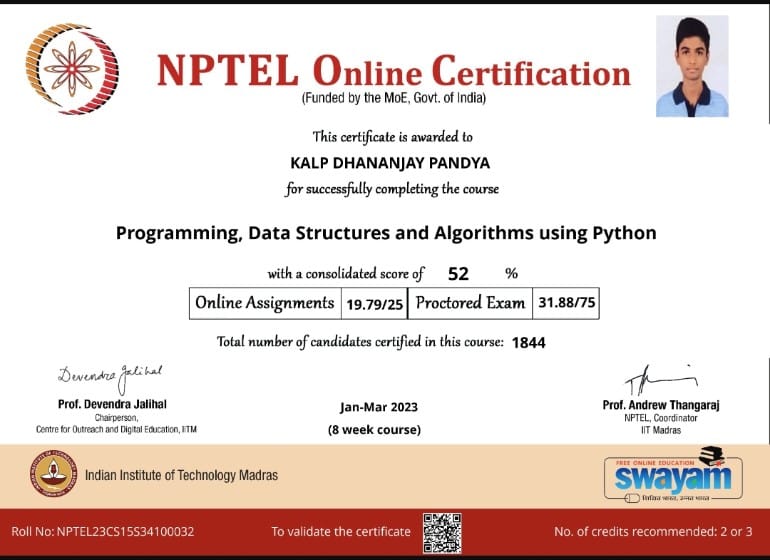 NPTEL Online Certification
(Funded by the MoE, Govt. of India)
This certificate is awarded to
KALP DHANANJAY PANDYA
for successfully completing the course
Programming, Data Structures and Algorithms using Python
with a consolidated score of 52 %
Online Assignments 19.79/25 Proctored Exam 31.88/75
Total number of candidates certified in this course: 1844
Devendra Jalihal
Prof. Devendra Jalihal
Chairperson,
Centre for Outreach and Digital Education, IITM
Jan-Mar 2023
(8 week course)
Prof. Andrew Thangaraj
NPTEL, Coordinator
IIT Madras
Indian Institute of Technology Madras
FREE ONLINE EDUCATION
swayam
शिक्षित भारत, उन्नत भारत
Roll No: NPTEL23CS15S34100032
To validate the certificate
No. of credits recommended: 2 or 3